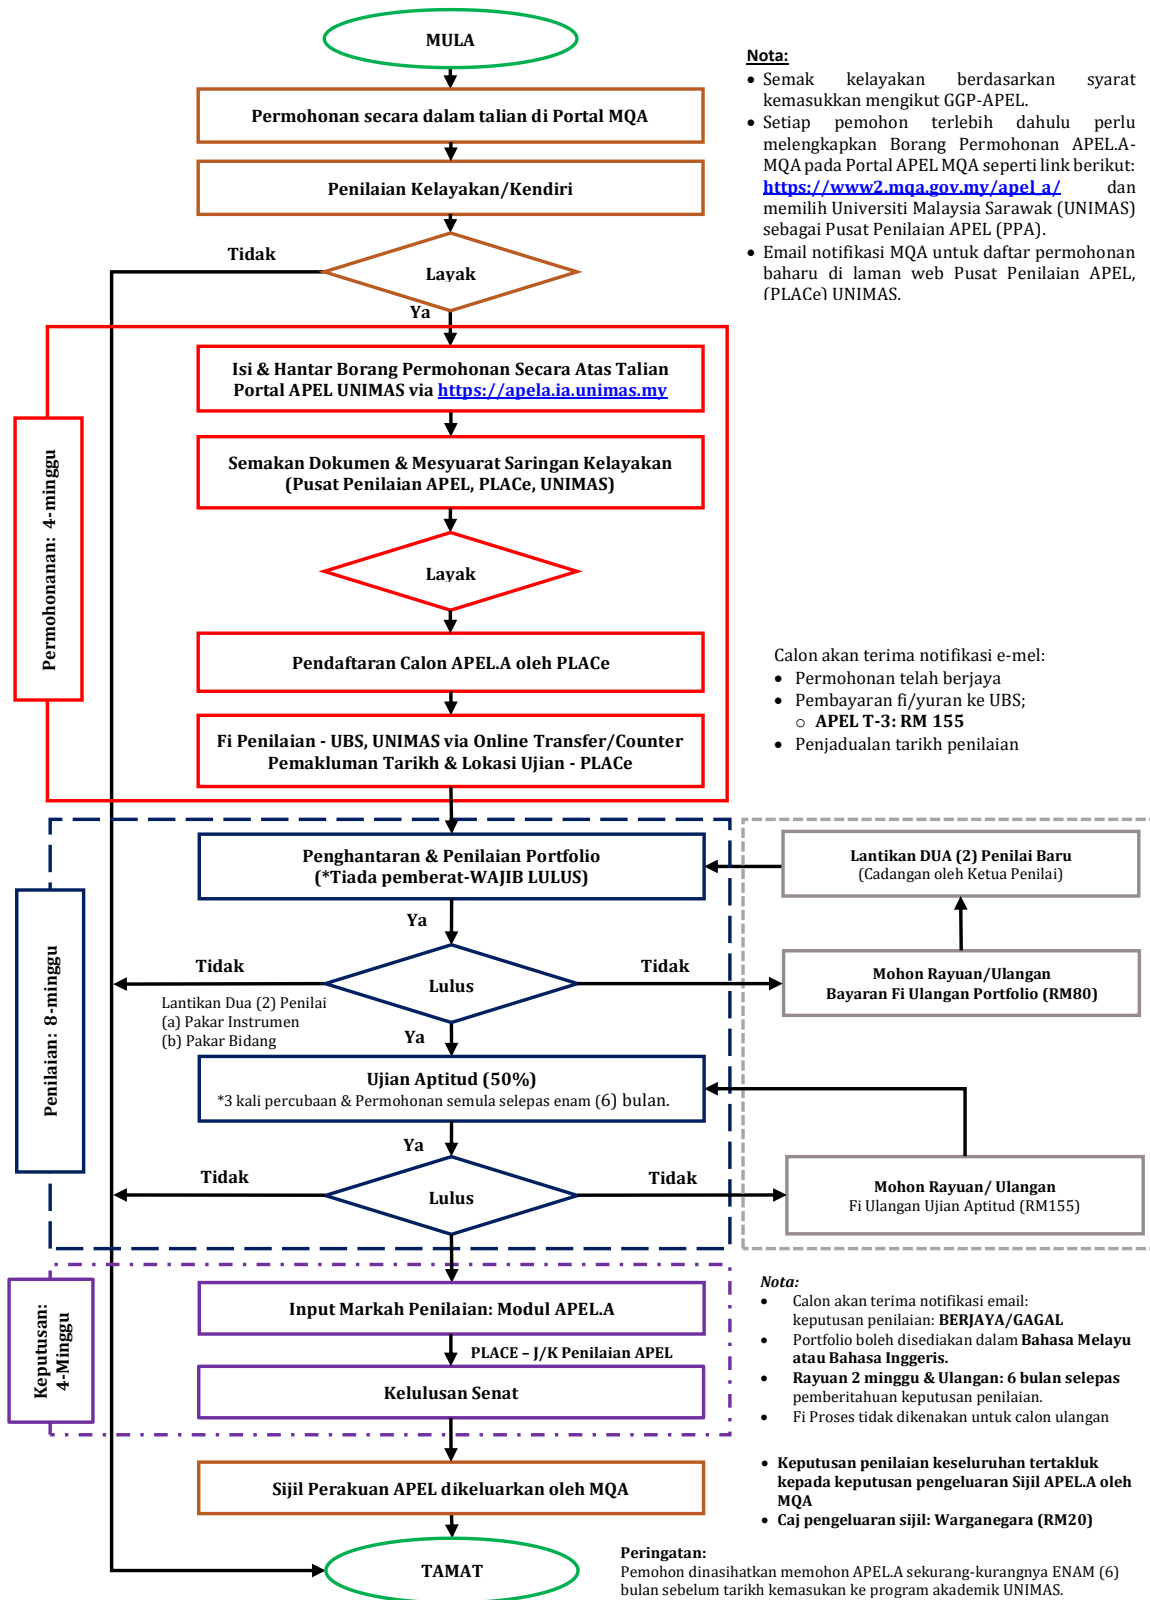 MULA
Nota:
• Semak kelayakan berdasarkan syarat
kemasukkan mengikut GGP-APEL.
• Setiap pemohon terlebih dahulu perlu
melengkapkan Borang Permohonan APEL.A-
MQA pada Portal APEL MQA seperti link berikut:
https://www2.mqa.gov.my/apel_a/ dan
memilih Universiti Malaysia Sarawak (UNIMAS)
sebagai Pusat Penilaian APEL (PPA).
• Email notifikasi MQA untuk daftar permohonan
baharu di laman web Pusat Penilaian APEL,
(PLACe) UNIMAS.
Permohonan secara dalam talian di Portal MQA
Penilaian Kelayakan/Kendiri
Tidak
Layak
Ya
Permohonanan: 4-minggu
Isi & Hantar Borang Permohonan Secara Atas Talian
Portal APEL UNIMAS via https://apela.ia.unimas.my
Semakan Dokumen & Mesyuarat Saringan Kelayakan
(Pusat Penilaian APEL, PLACe, UNIMAS)
Layak
Pendaftaran Calon APEL.A oleh PLACe
Fi Penilaian - UBS, UNIMAS via Online Transfer/Counter
Pemakluman Tarikh & Lokasi Ujian - PLACe
Calon akan terima notifikasi e-mel:
• Permohonan telah berjaya
• Pembayaran fi/yuran ke UBS;
o APEL T-3: RM 155
• Penjadualan tarikh penilaian
Penilaian: 8-minggu
Penghantaran & Penilaian Portfolio
(*Tiada pemberat-WAJIB LULUS)
Lantikan DUA (2) Penilai Baru
(Cadangan oleh Ketua Penilai)
Ya
Tidak
Lulus
Tidak
Mohon Rayuan/Ulangan
Bayaran Fi Ulangan Portfolio (RM80)
Lantikan Dua (2) Penilai
(a) Pakar Instrumen
(b) Pakar Bidang
Ya
Ujian Aptitud (50%)
*3 kali percubaan & Permohonan semula selepas enam (6) bulan.
Ya
Tidak
Lulus
Tidak
Mohon Rayuan/ Ulangan
Fi Ulangan Ujian Aptitud (RM155)
Keputusan:
4-Minggu
Input Markah Penilaian: Modul APEL.A
PLACE – J/K Penilaian APEL
Kelulusan Senat
Nota:
• Calon akan terima notifikasi email:
keputusan penilaian: BERJAYA/GAGAL
• Portfolio boleh disediakan dalam Bahasa Melayu
atau Bahasa Inggeris.
• Rayuan 2 minggu & Ulangan: 6 bulan selepas
pemberitahuan keputusan penilaian.
• Fi Proses tidak dikenakan untuk calon ulangan
• Keputusan penilaian keseluruhan tertakluk
kepada keputusan pengeluaran Sijil APEL.A oleh
MQA
• Caj pengeluaran sijil: Warganegara (RM20)
Sijil Perakuan APEL dikeluarkan oleh MQA
TAMAT
Peringatan:
Pemohon dinasihatkan memohon APEL.A sekurang-kurangnya ENAM (6)
bulan sebelum tarikh kemasukan ke program akademik UNIMAS.